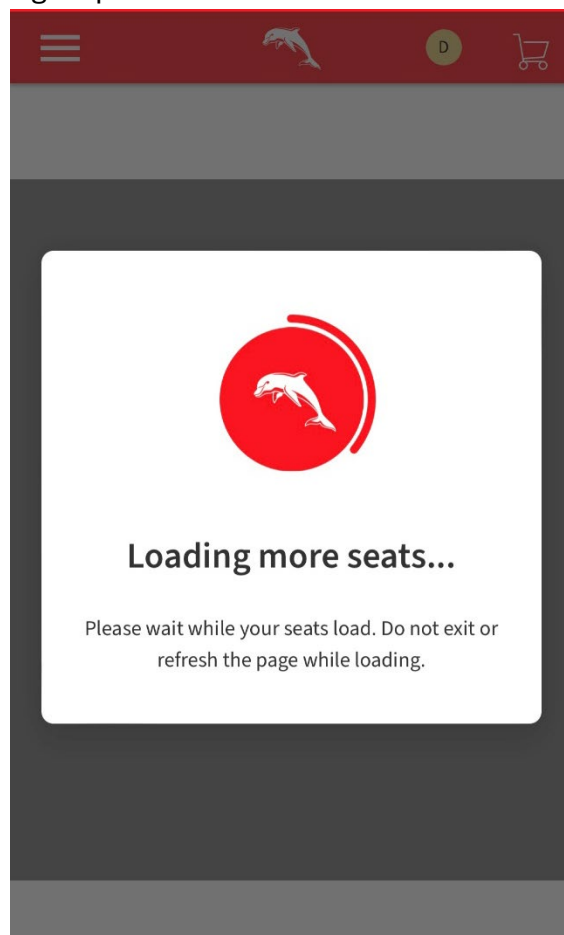 D
Loading more seats...
Please wait while your seats load. Do not exit or
refresh the page while loading.